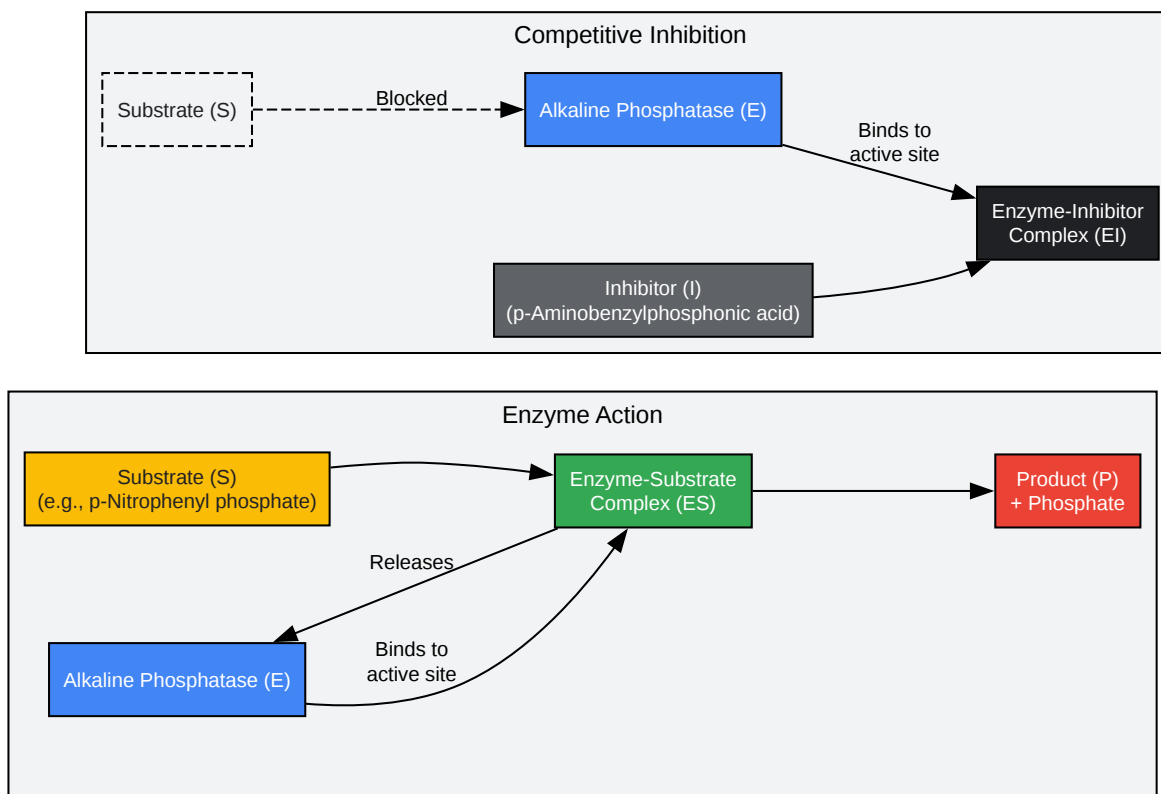 Competitive Inhibition
Substrate (S)
Blocked
Alkaline Phosphatase (E)
Binds to
active site
Enzyme-Inhibitor
Complex (EI)
Inhibitor (I)
(p-Aminobenzylphosphonic acid)
Enzyme Action
Substrate (S)
(e.g., p-Nitrophenyl phosphate)
Enzyme-Substrate
Complex (ES)
Product (P)
+ Phosphate
Releases
Alkaline Phosphatase (E)
Binds to
active site